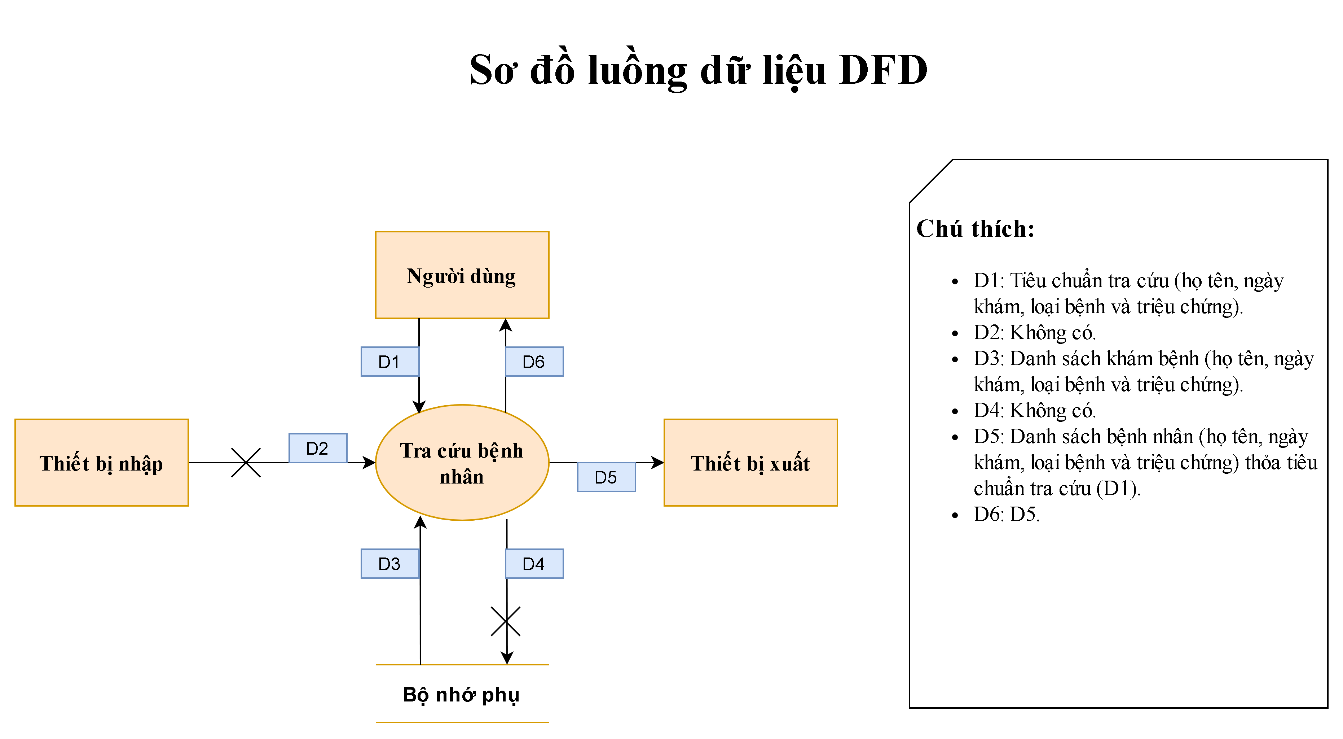 Sơ đồ luồng dữ liệu DFD
Người dùng
D1
D6
Thiết bị nhập
D2
Tra cứu bệnh
nhân
D5
Thiết bị xuất
D3
D4
Bộ nhớ phụ
Chú thích:
• D1: Tiêu chuẩn tra cứu (họ tên, ngày
khám, loại bệnh và triệu chứng).
• D2: Không có.
• D3: Danh sách khám bệnh (họ tên, ngày
khám, loại bệnh và triệu chứng).
• D4: Không có.
• D5: Danh sách bệnh nhân (họ tên, ngày
khám, loại bệnh và triệu chứng) thỏa tiêu
chuẩn tra cứu (D1).
• D6: D5.